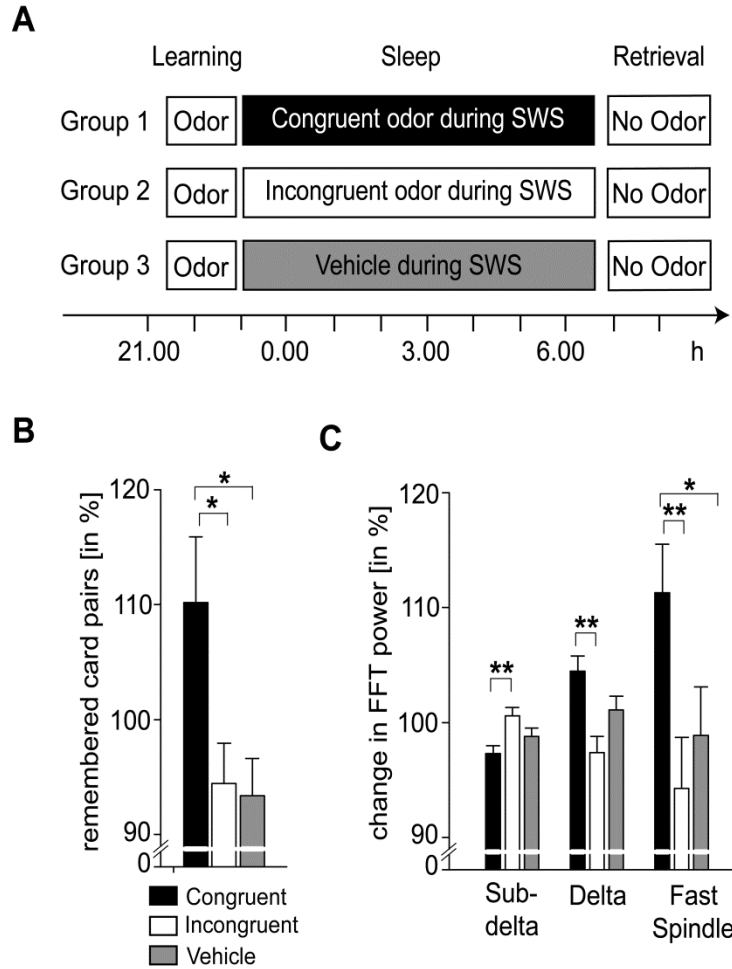 A
Learning Sleep Retrieval
Group 1 Odor Congruent odor during SWS No Odor
Group 2 Odor Incongruent odor during SWS No Odor
Group 3 Odor Vehicle during SWS No Odor
21.00 0.00 3.00 6.00 h
B
remembered card pairs [in %]
120
110
100
90
0
*
*
Congruent
Incongruent
Vehicle
C
change in FFT power [in %]
120
110
100
90
0
**
**
**
*
Sub-
delta
Delta
Fast
Spindle